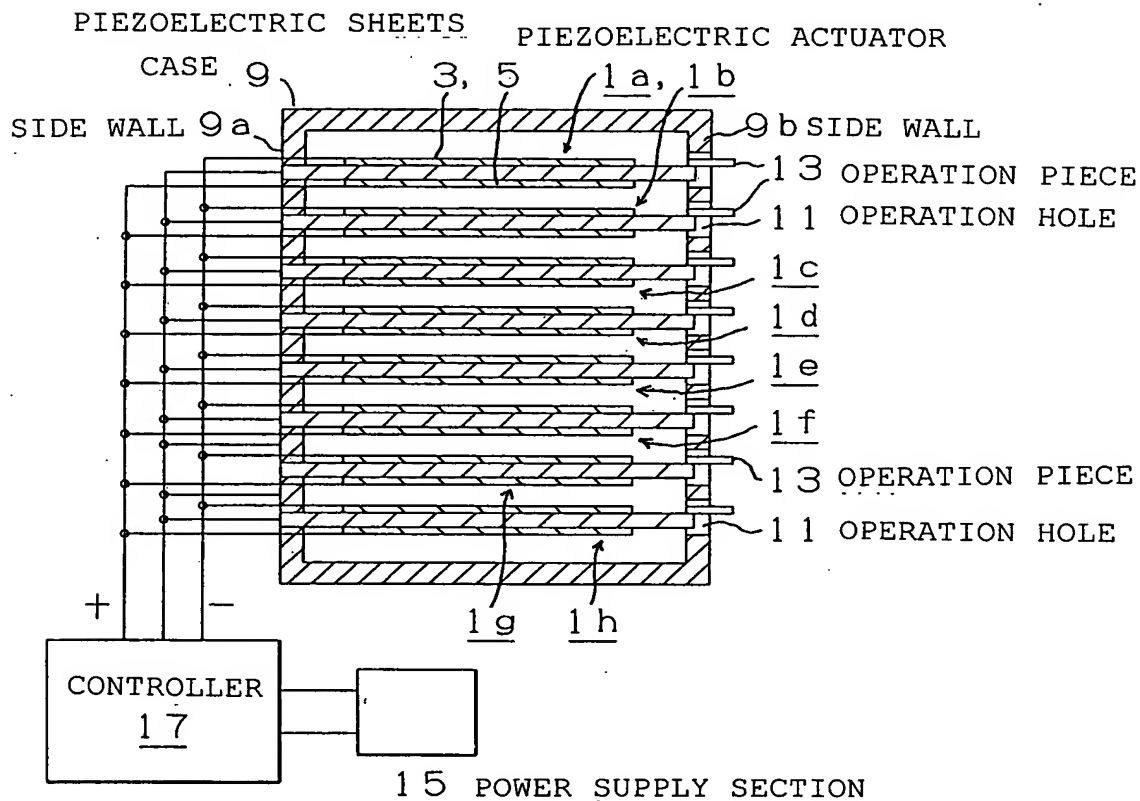 PIEZOELECTRIC SHEETS
PIEZOELECTRIC ACTUATOR
CASE 9
3, 5
1a, 1b
SIDE WALL 9a
9b SIDE WALL
5
13 OPERATION PIECE
11 OPERATION HOLE
1c
1d
1e
1f
13 OPERATION PIECE
11 OPERATION HOLE
+ −
1g
1h
CONTROLLER
17
15 POWER SUPPLY SECTION